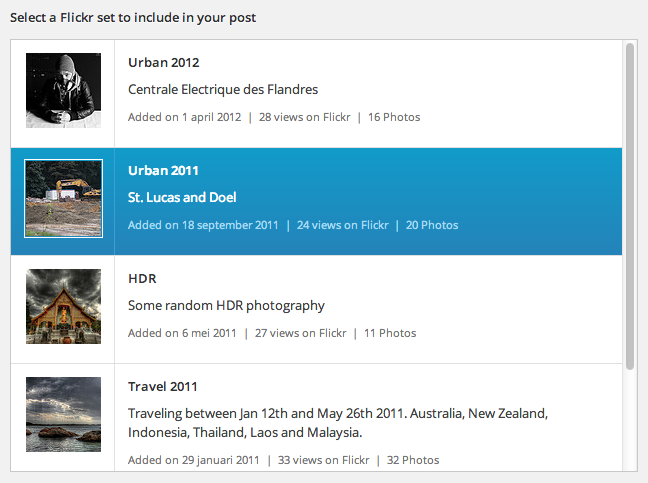 Select a Flickr set to include in your post
Urban 2012
Centrale Electrique des Flandres
Added on 1 april 2012 | 28 views on Flickr | 16 Photos
Urban 2011
St. Lucas and Doel
Added on 18 september 2011 | 24 views on Flickr | 20 Photos
HDR
Some random HDR photography
Added on 6 mei 2011 | 27 views on Flickr | 11 Photos
Travel 2011
Traveling between Jan 12th and May 26th 2011. Australia, New Zealand,
Indonesia, Thailand, Laos and Malaysia.
Added on 29 januari 2011 | 33 views on Flickr | 32 Photos